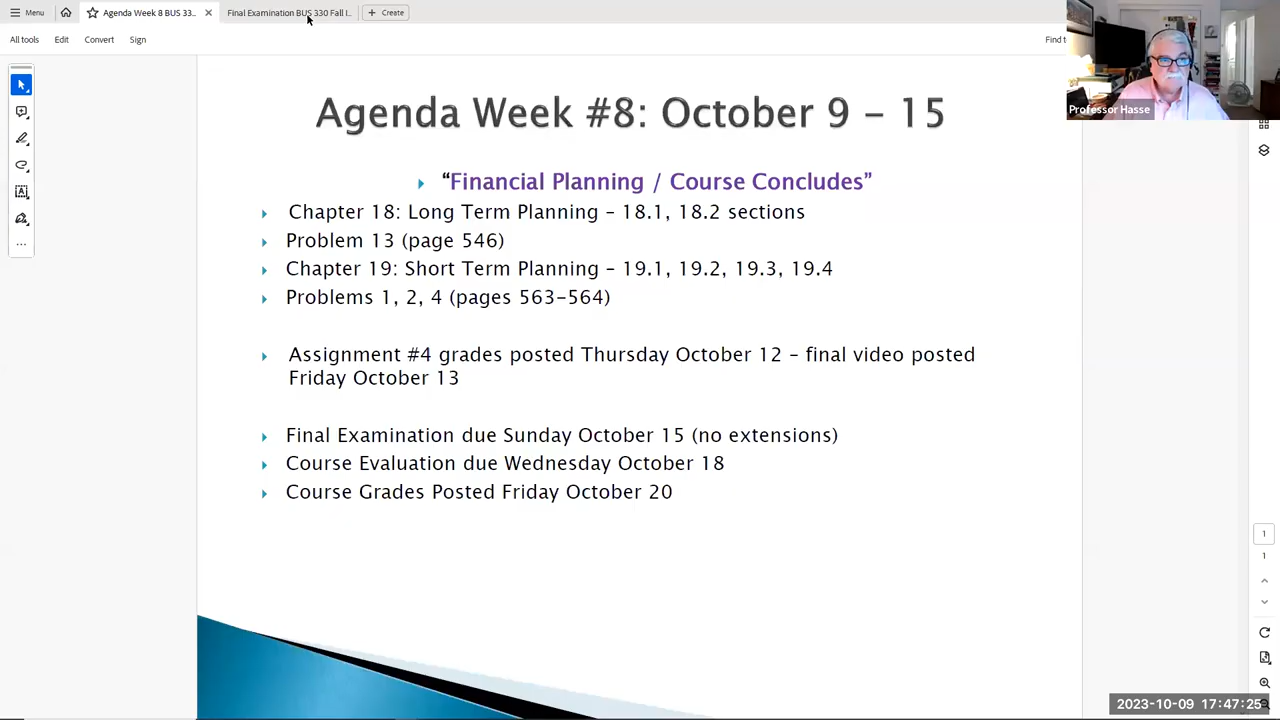 Menu
Agenda Week 8 BUS 33...
Final Examination BUS 330 Fall I...
Create
All tools
Edit
Convert
Sign
Find te
Professor Hasse
Agenda Week #8: October 9 – 15
“Financial Planning / Course Concludes”
Chapter 18: Long Term Planning – 18.1, 18.2 sections
Problem 13 (page 546)
Chapter 19: Short Term Planning – 19.1, 19.2, 19.3, 19.4
Problems 1, 2, 4 (pages 563–564)
Assignment #4 grades posted Thursday October 12 – final video posted
Friday October 13
Final Examination due Sunday October 15 (no extensions)
Course Evaluation due Wednesday October 18
Course Grades Posted Friday October 20
1
1
2023-10-09 17:47:25